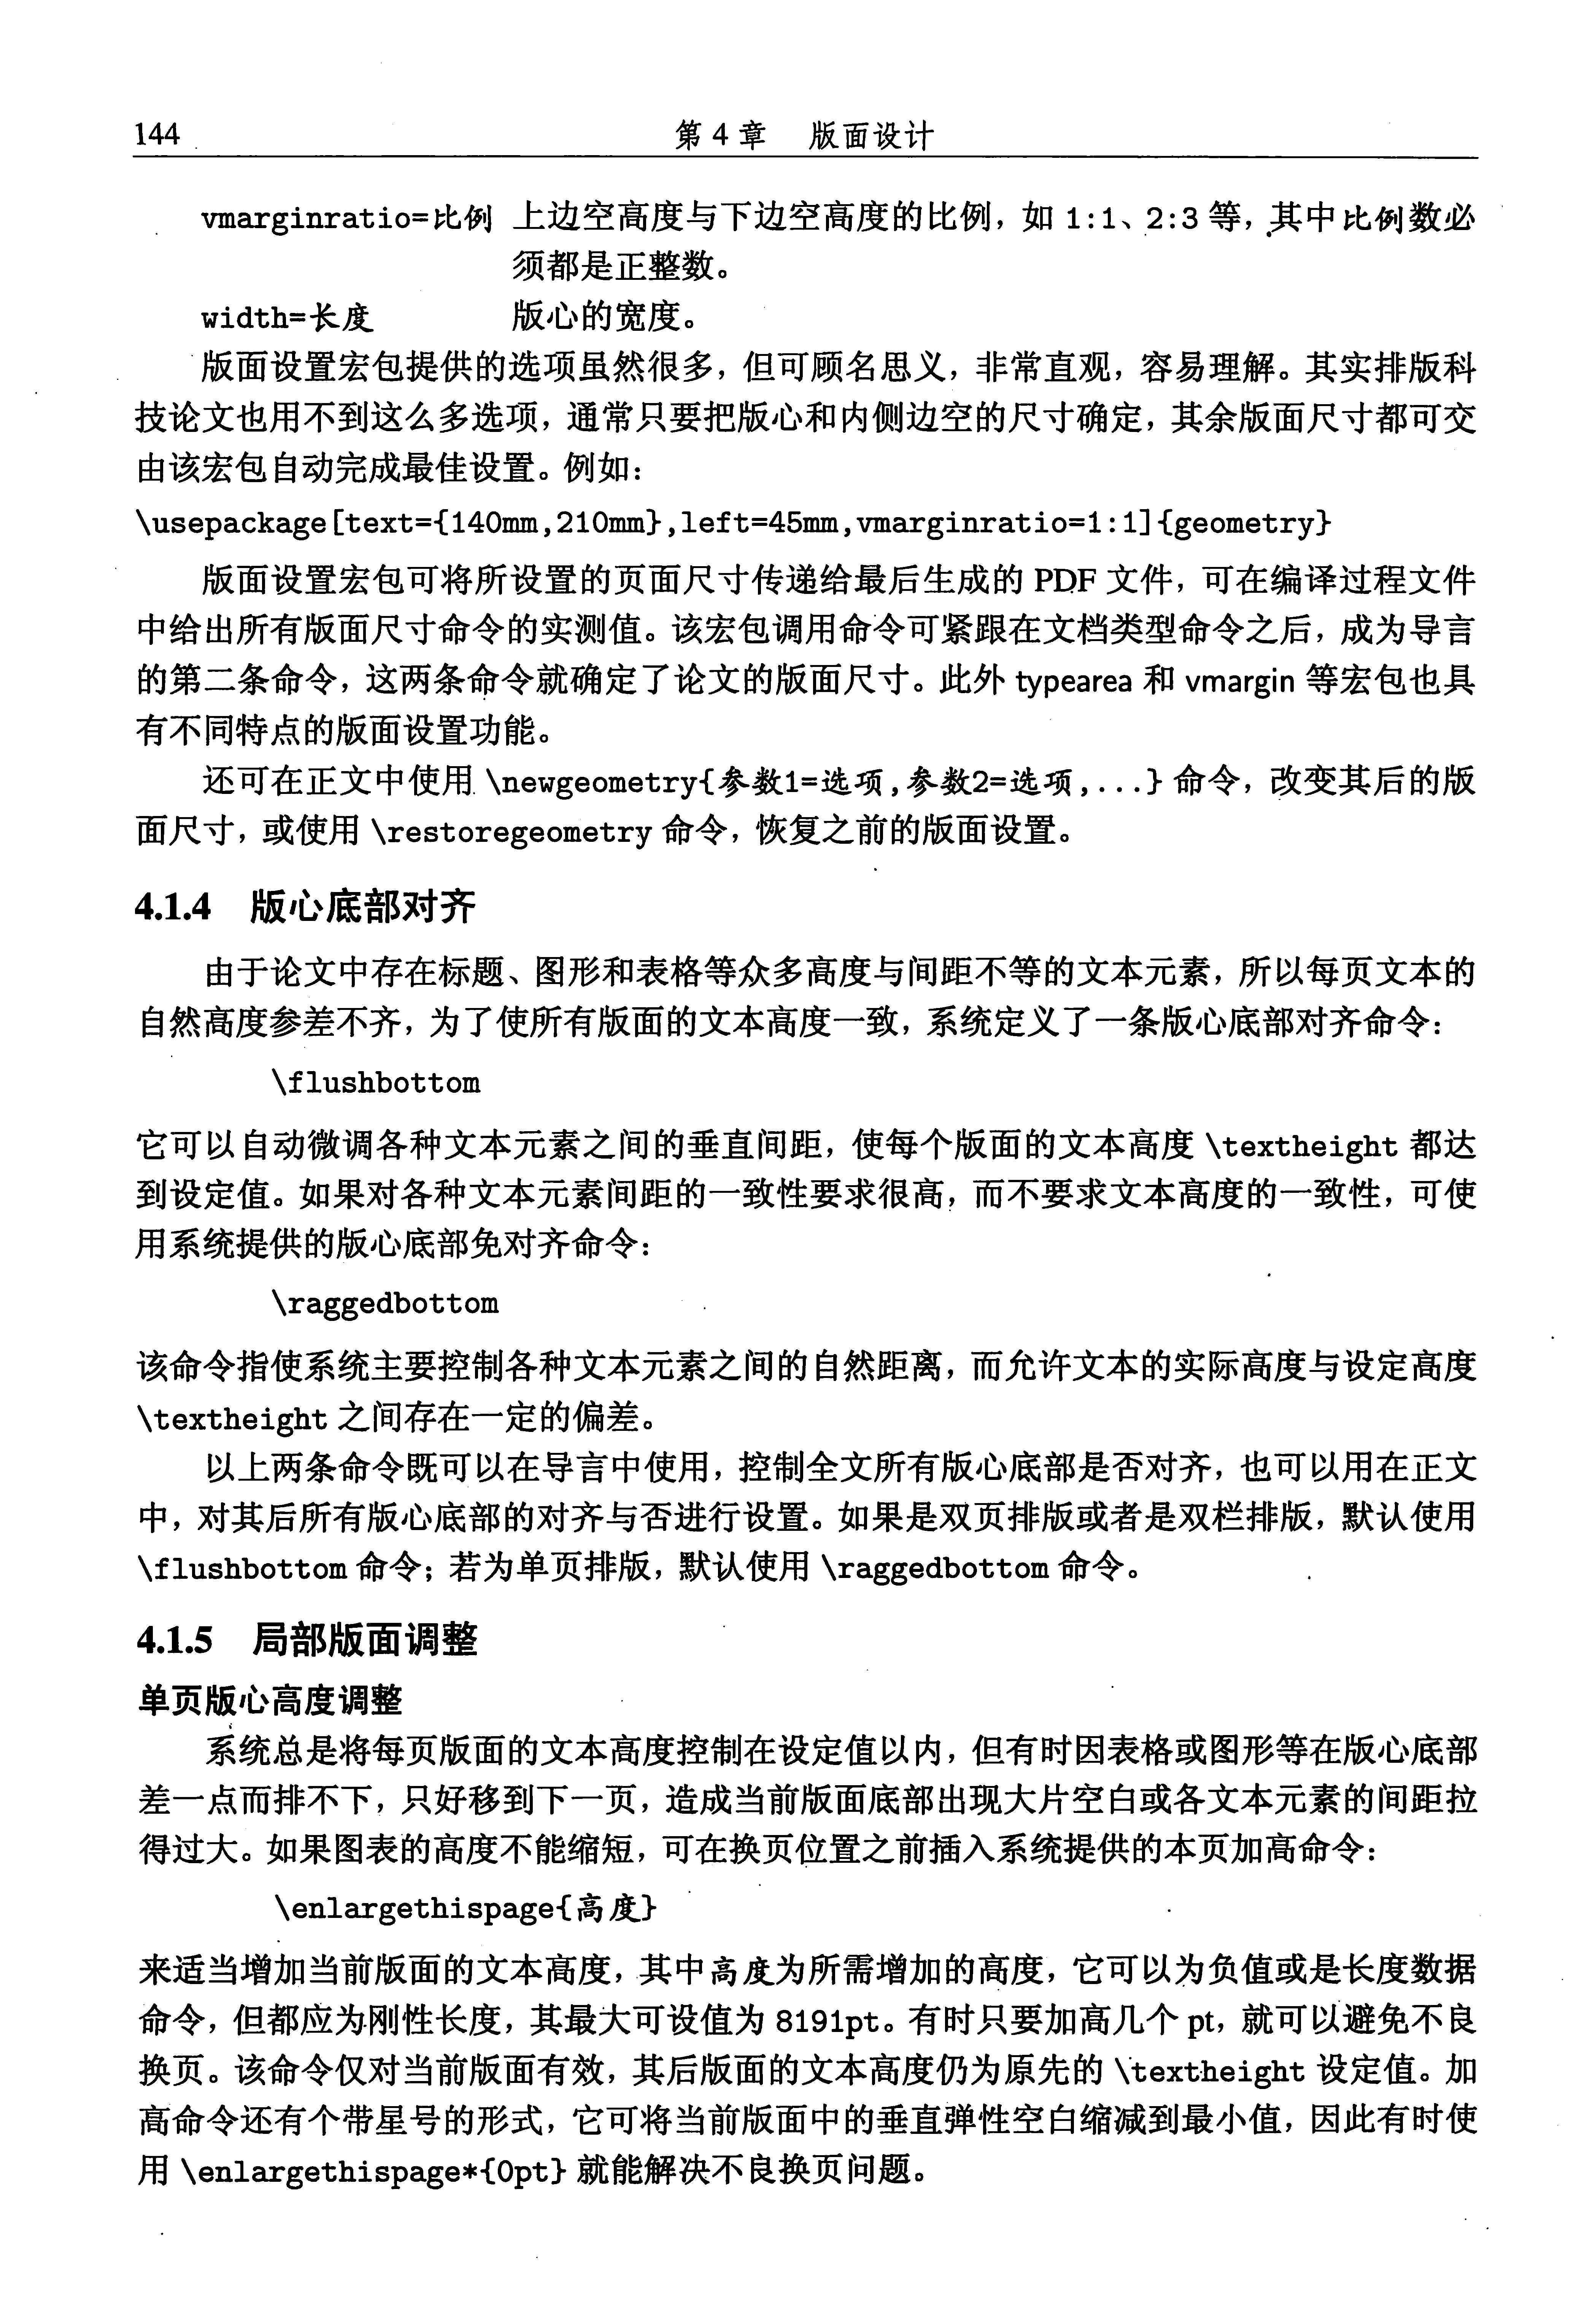 144
第 4 章　版面设计
vmarginratio=比例 上边空高度与下边空高度的比例，如 1:1、2:3 等，其中比例数必
须都是正整数。
width=长度 版心的宽度。
版面设置宏包提供的选项虽然很多，但可顾名思义，非常直观，容易理解。其实排版科
技论文也用不到这么多选项，通常只要把版心和内侧边空的尺寸确定，其余版面尺寸都可交
由该宏包自动完成最佳设置。例如：
\usepackage[text={140mm,210mm},left=45mm,vmarginratio=1:1]{geometry}
版面设置宏包可将所设置的页面尺寸传递给最后生成的 PDF 文件，可在编译过程文件
中给出所有版面尺寸命令的实测值。该宏包调用命令可紧跟在文档类型命令之后，成为导言
的第二条命令，这两条命令就确定了论文的版面尺寸。此外 typearea 和 vmargin 等宏包也具
有不同特点的版面设置功能。
还可在正文中使用 \newgeometry{参数1=选项,参数2=选项,...} 命令，改变其后的版
面尺寸，或使用 \restoregeometry 命令，恢复之前的版面设置。
4.1.4　版心底部对齐
由于论文中存在标题、图形和表格等众多高度与间距不等的文本元素，所以每页文本的
自然高度参差不齐，为了使所有版面的文本高度一致，系统定义了一条版心底部对齐命令：
\flushbottom
它可以自动微调各种文本元素之间的垂直间距，使每个版面的文本高度 \textheight 都达
到设定值。如果对各种文本元素间距的一致性要求很高，而不要求文本高度的一致性，可使
用系统提供的版心底部免对齐命令：
\raggedbottom
该命令指使系统主要控制各种文本元素之间的自然距离，而允许文本的实际高度与设定高度
\textheight 之间存在一定的偏差。
以上两条命令既可以在导言中使用，控制全文所有版心底部是否对齐，也可以用在正文
中，对其后所有版心底部的对齐与否进行设置。如果是双页排版或者是双栏排版，默认使用
\flushbottom 命令；若为单页排版，默认使用 \raggedbottom 命令。
4.1.5　局部版面调整
单页版心高度调整
系统总是将每页版面的文本高度控制在设定值以内，但有时因表格或图形等在版心底部
差一点而排不下，只好移到下一页，造成当前版面底部出现大片空白或各文本元素的间距拉
得过大。如果图表的高度不能缩短，可在换页位置之前插入系统提供的本页加高命令：
\enlargethispage{高度}
来适当增加当前版面的文本高度，其中高度为所需增加的高度，它可以为负值或是长度数据
命令，但都应为刚性长度，其最大可设值为 8191pt。有时只要加高几个 pt，就可以避免不良
换页。该命令仅对当前版面有效，其后版面的文本高度仍为原先的 \textheight 设定值。加
高命令还有个带星号的形式，它可将当前版面中的垂直弹性空白缩减到最小值，因此有时使
用 \enlargethispage*{0pt} 就能解决不良换页问题。